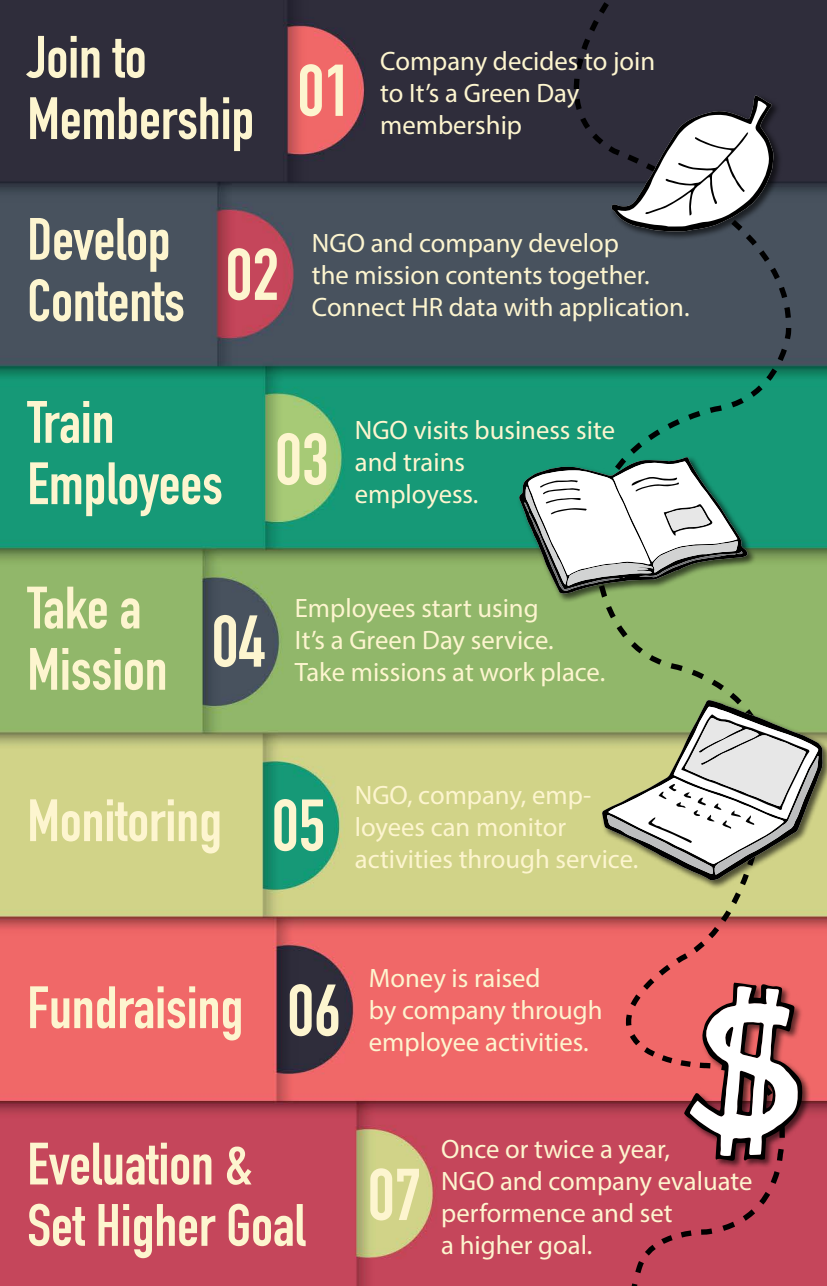 Join to
Membership
01
Company decides to join
to It's a Green Day
membership
Develop
Contents
02
NGO and company develop
the mission contents together.
Connect HR data with application.
Train
Employees
03
NGO visits business site
and trains
employess.
Take a
Mission
04
Employees start using
It's a Green Day service.
Take missions at work place.
Monitoring
05
NGO, company, emp-
loyees can monitor
activities through service.
Fundraising
06
Money is raised
by company through
employee activities.
Eveluation &
Set Higher Goal
07
Once or twice a year,
NGO and company evaluate
performence and set
a higher goal.